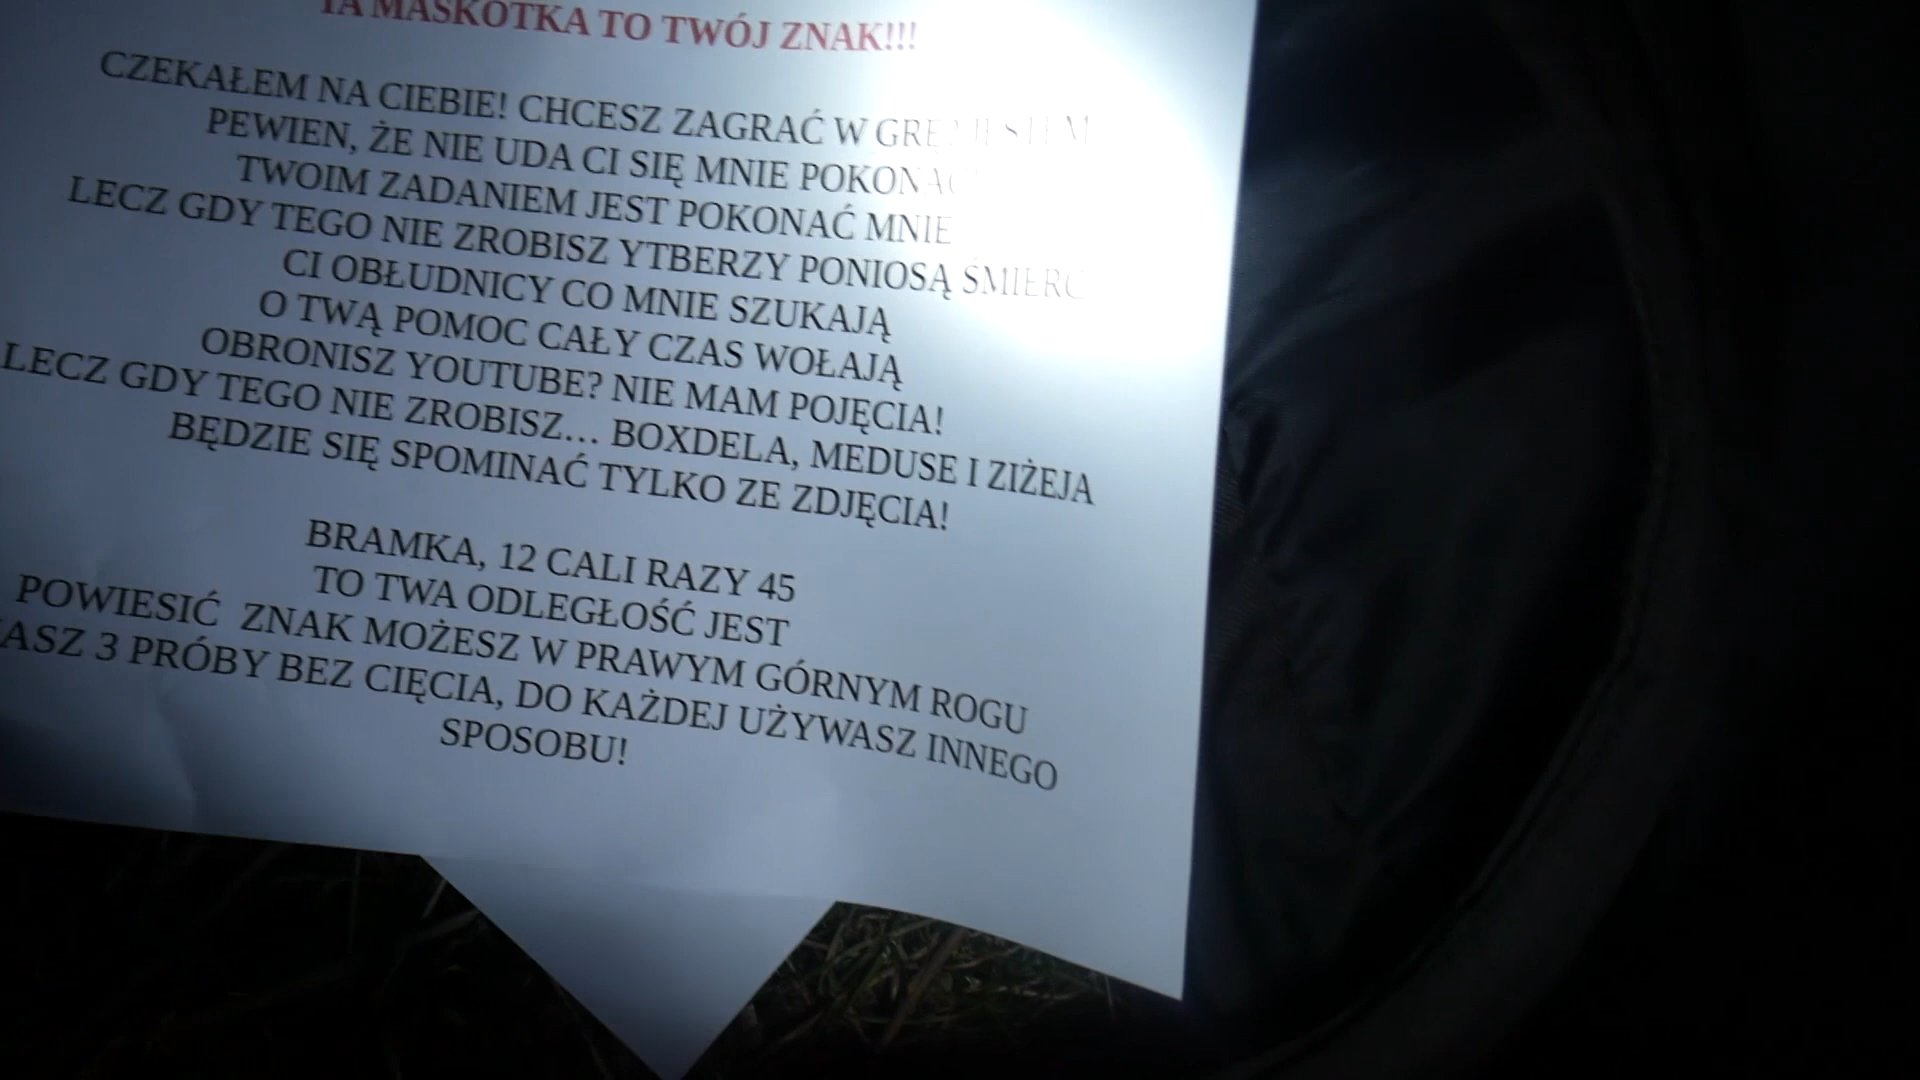 TA MASKOTKA TO TWÓJ ZNAK!!!
CZEKAŁEM NA CIEBIE! CHCESZ ZAGRAĆ W GRĘ? JESTEM
PEWIEN, ŻE NIE UDA CI SIĘ MNIE POKONAĆ
TWOIM ZADANIEM JEST POKONAĆ MNIE
LECZ GDY TEGO NIE ZROBISZ YTBERZY PONIOSĄ ŚMIERĆ
CI OBŁUDNICY CO MNIE SZUKAJĄ
O TWĄ POMOC CAŁY CZAS WOŁAJĄ
OBRONISZ YOUTUBE? NIE MAM POJĘCIA!
LECZ GDY TEGO NIE ZROBISZ... BOXDELA, MEDUSE I ZIŻEJA
BĘDZIE SIĘ SPOMINAĆ TYLKO ZE ZDJĘCIA!
BRAMKA, 12 CALI RAZY 45
TO TWA ODLEGŁOŚĆ JEST
POWIESIĆ ZNAK MOŻESZ W PRAWYM GÓRNYM ROGU
3 PRÓBY BEZ CIĘCIA, DO KAŻDEJ UŻYWASZ INNEGO
SPOSOBU!